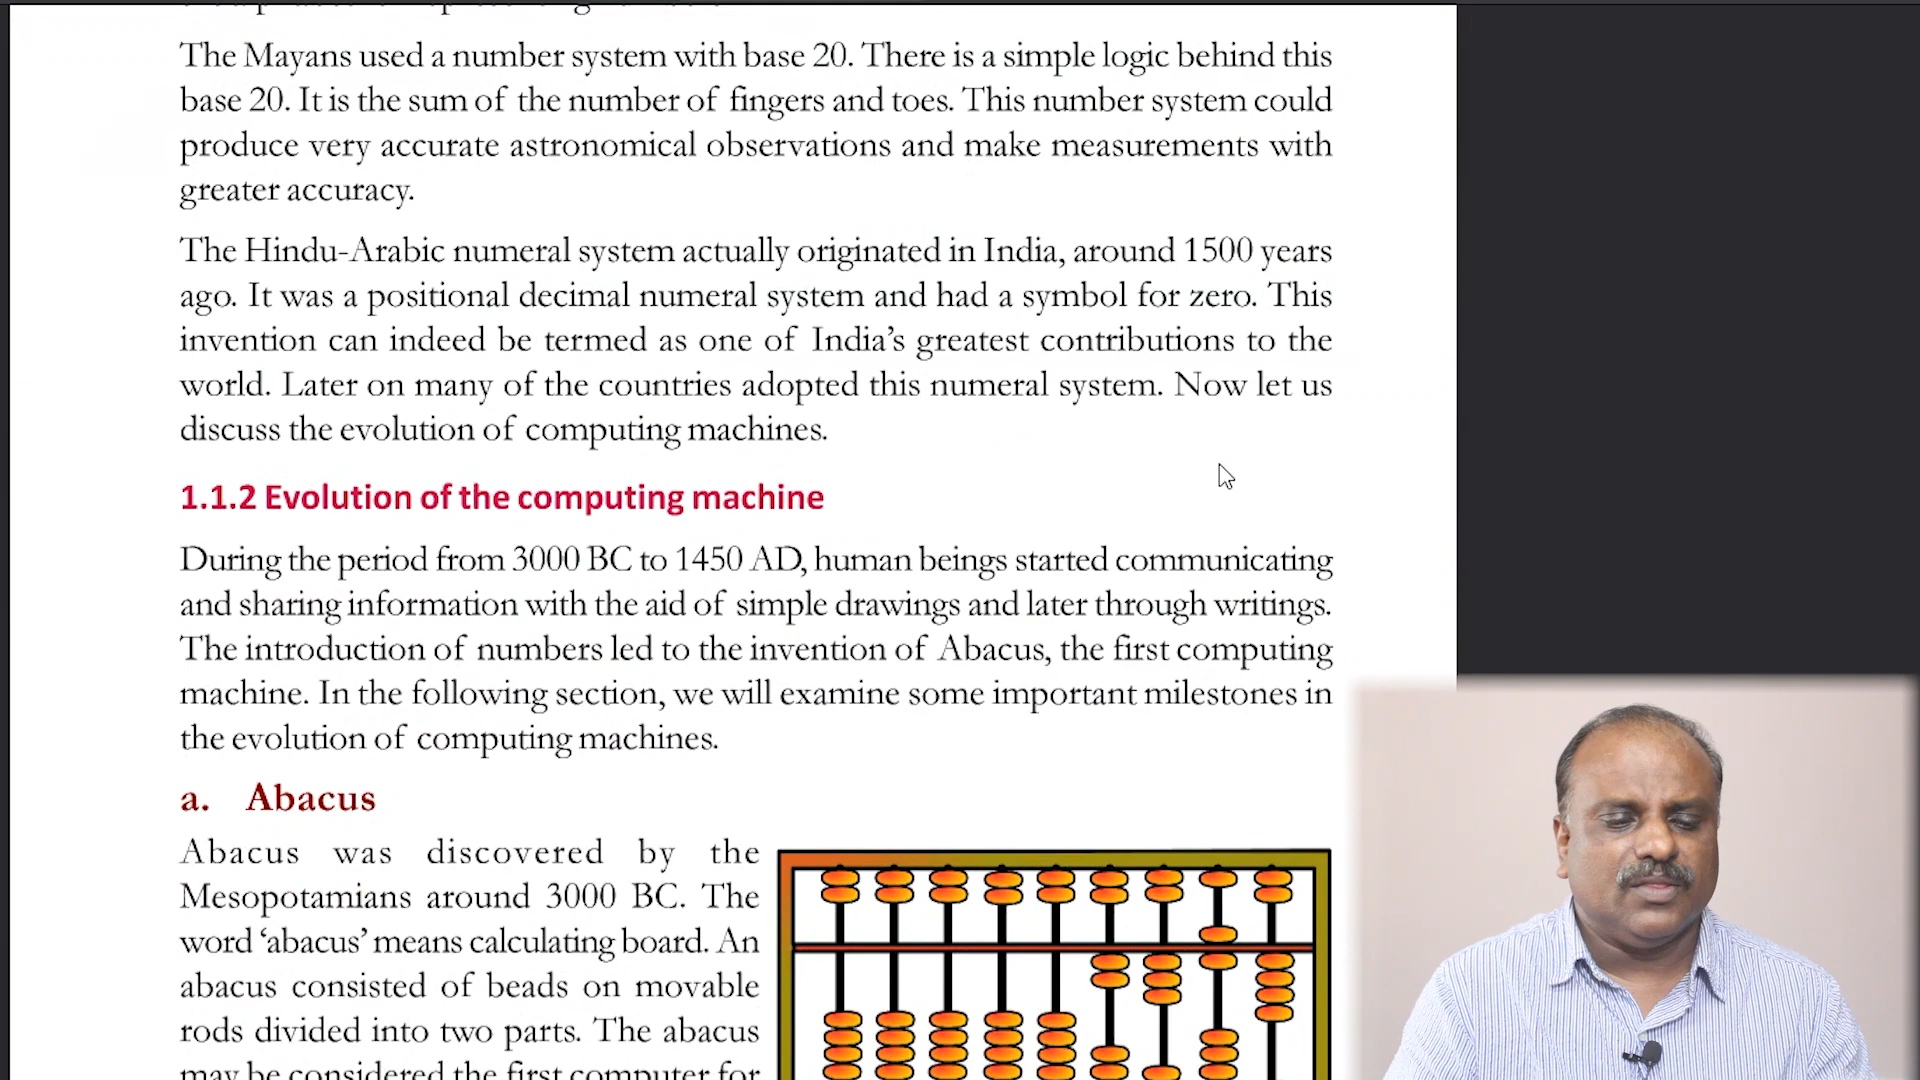 The Mayans used a number system with base 20. There is a simple logic behind this
base 20. It is the sum of the number of fingers and toes. This number system could
produce very accurate astronomical observations and make measurements with
greater accuracy.
The Hindu-Arabic numeral system actually originated in India, around 1500 years
ago. It was a positional decimal numeral system and had a symbol for zero. This
invention can indeed be termed as one of India’s greatest contributions to the
world. Later on many of the countries adopted this numeral system. Now let us
discuss the evolution of computing machines.
1.1.2 Evolution of the computing machine
During the period from 3000 BC to 1450 AD, human beings started communicating
and sharing information with the aid of simple drawings and later through writings.
The introduction of numbers led to the invention of Abacus, the first computing
machine. In the following section, we will examine some important milestones in
the evolution of computing machines.
a. Abacus
Abacus was discovered by the
Mesopotamians around 3000 BC. The
word ‘abacus’ means calculating board. An
abacus consisted of beads on movable
rods divided into two parts. The abacus
may be considered the first computer for